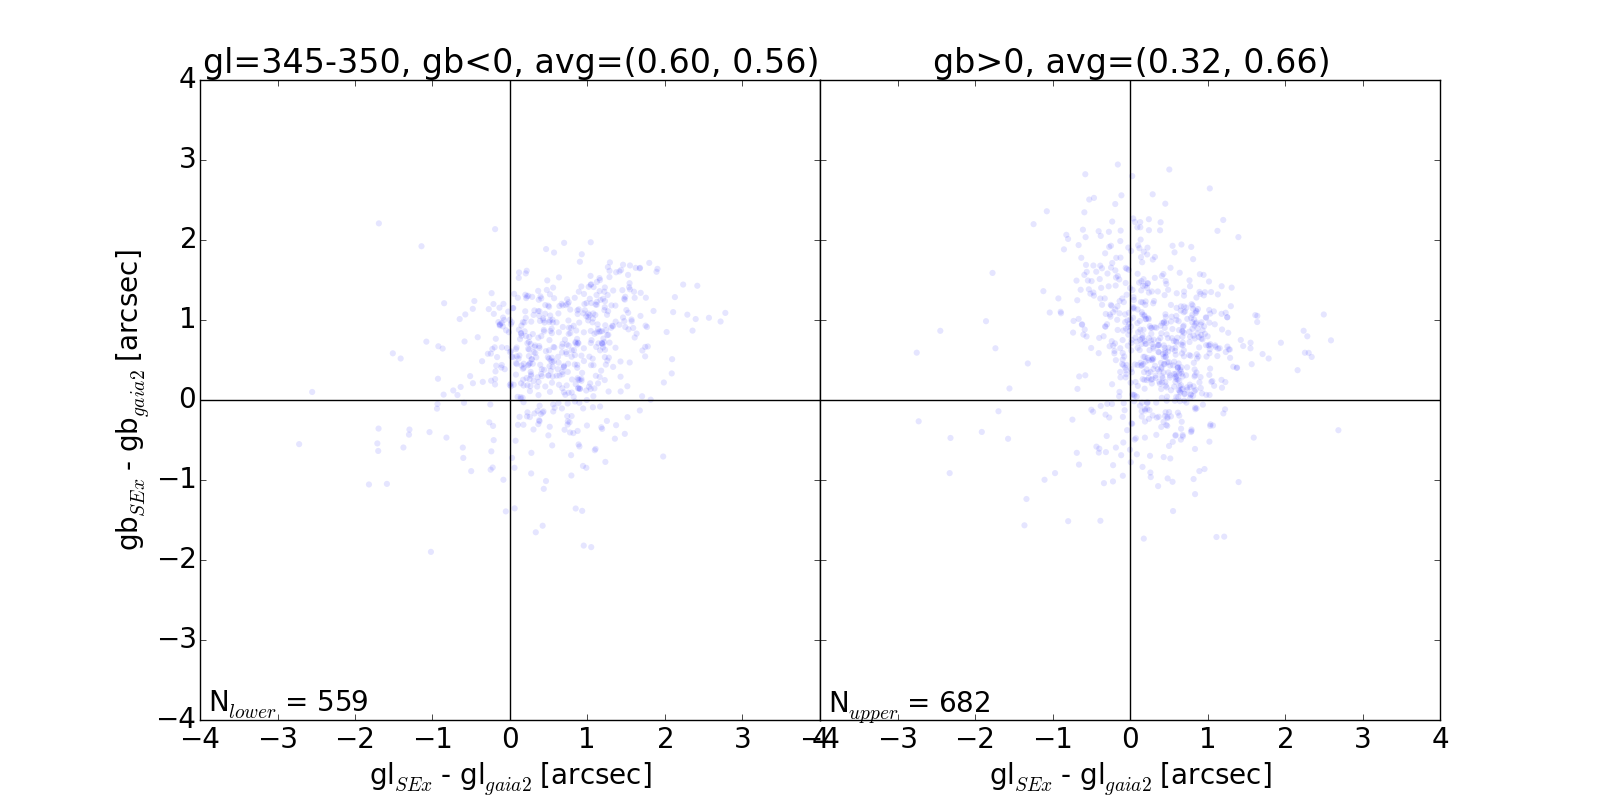 gl=345-350, gb<0, avg=(0.60, 0.56)
gb>0, avg=(0.32, 0.66)
4
3
2
1
0
−1
−2
−3
−4
gb_SEx - gb_gaia2 [arcsec]
N_lower = 559
N_upper = 682
−4 −3 −2 −1 0 1 2 3 4
−4 −3 −2 −1 0 1 2 3 4
gl_SEx - gl_gaia2 [arcsec]
gl_SEx - gl_gaia2 [arcsec]